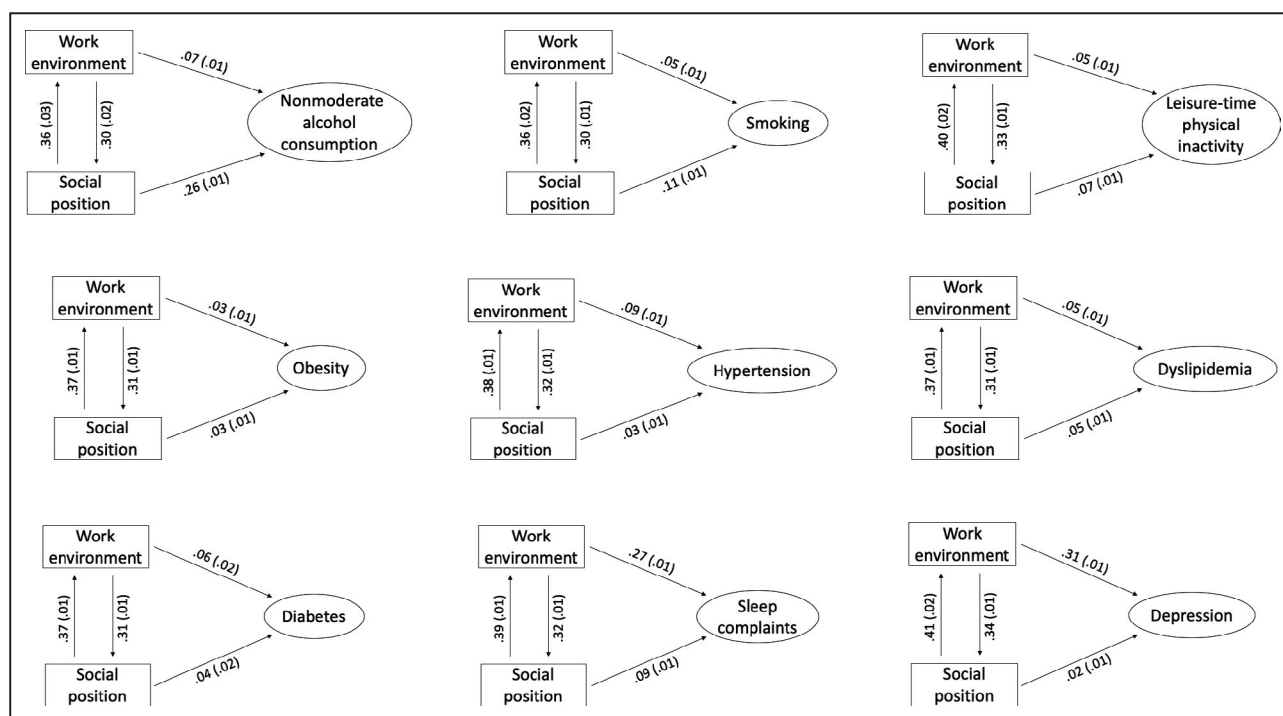 Work
environment
.07 (.01)
.36 (.03)
.30 (.02)
Nonmoderate
alcohol
consumption
Social
position
.26 (.01)
Work
environment
.05 (.01)
.36 (.02)
.30 (.01)
Smoking
Social
position
.11 (.01)
Work
environment
.05 (.01)
.40 (.02)
.33 (.01)
Leisure-time
physical
inactivity
Social
position
.07 (.01)
Work
environment
.03 (.01)
.37 (.01)
.31 (.01)
Obesity
Social
position
.03 (.01)
Work
environment
.09 (.01)
.38 (.01)
.32 (.01)
Hypertension
Social
position
.03 (.01)
Work
environment
.05 (.01)
.37 (.01)
.31 (.01)
Dyslipidemia
Social
position
.05 (.01)
Work
environment
.06 (.02)
.37 (.01)
.31 (.01)
Diabetes
Social
position
.04 (.02)
Work
environment
.27 (.01)
.39 (.01)
.32 (.01)
Sleep
complaints
Social
position
.09 (.01)
Work
environment
.31 (.01)
.41 (.02)
.34 (.01)
Depression
Social
position
.02 (.01)